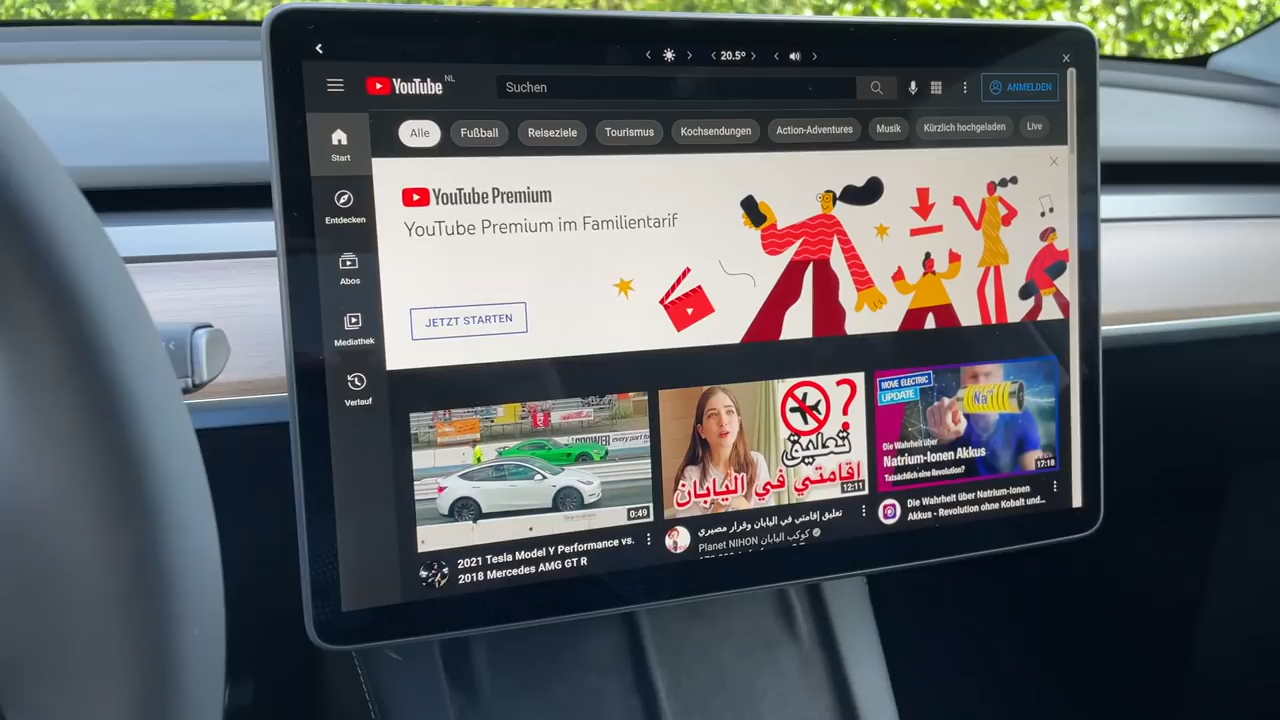 20.5°
YouTube NL
Suchen
ANMELDEN
Alle
Fußball
Reiseziele
Tourismus
Kochsendungen
Action-Adventures
Musik
Kürzlich hochgeladen
Live
Start
Entdecken
Abos
Mediathek
Verlauf
YouTube Premium
YouTube Premium im Familientarif
JETZT STARTEN
every part
0:49
2021 Tesla Model Y Performance vs.
2018 Mercedes AMG GT R
?
تعليق
اقامتي في اليابان
12:11
تعليق إقامتي في اليابان وقرار مصيري
Planet NIHON كوكب اليابان
MOVE ELECTRIC
UPDATE
Na
Die Wahrheit über
Natrium-Ionen Akkus
Tatsächlich eine Revolution?
17:18
Die Wahrheit über Natrium-Ionen
Akkus - Revolution ohne Kobalt und...